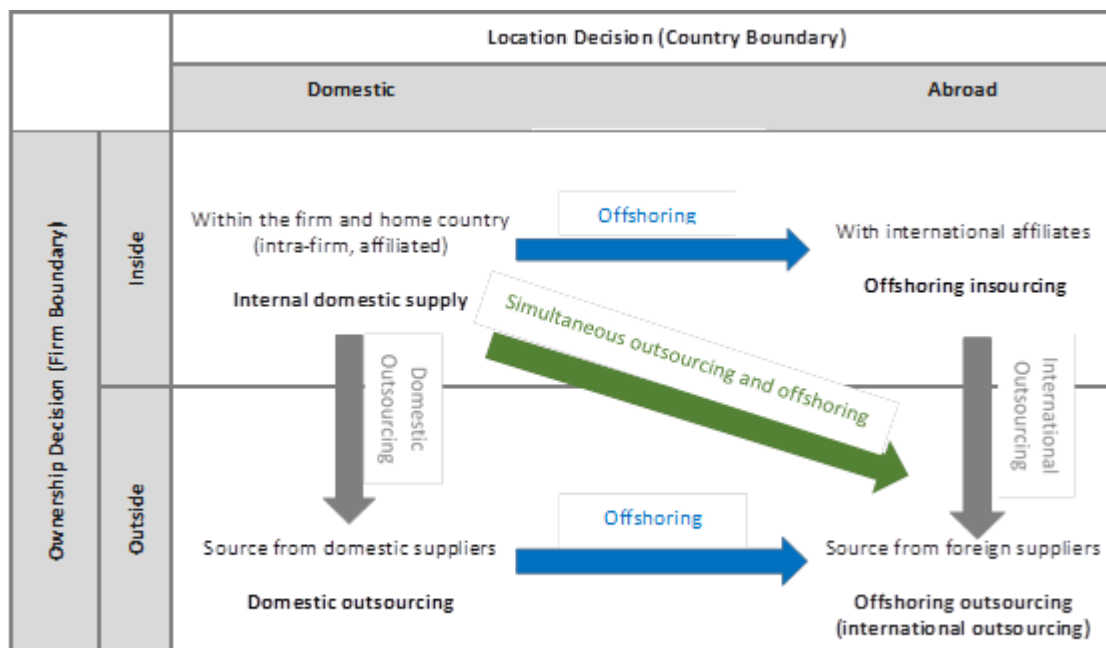 Location Decision (Country Boundary)
Domestic
Abroad
Ownership Decision (Firm Boundary)
Inside
Within the firm and home country
(intra-firm, affiliated)
Internal domestic supply
Offshoring
With international affiliates
Offshoring insourcing
Simultaneous outsourcing and offshoring
Domestic
Outsourcing
International
Outsourcing
Outside
Source from domestic suppliers
Domestic outsourcing
Offshoring
Source from foreign suppliers
Offshoring outsourcing
(international outsourcing)